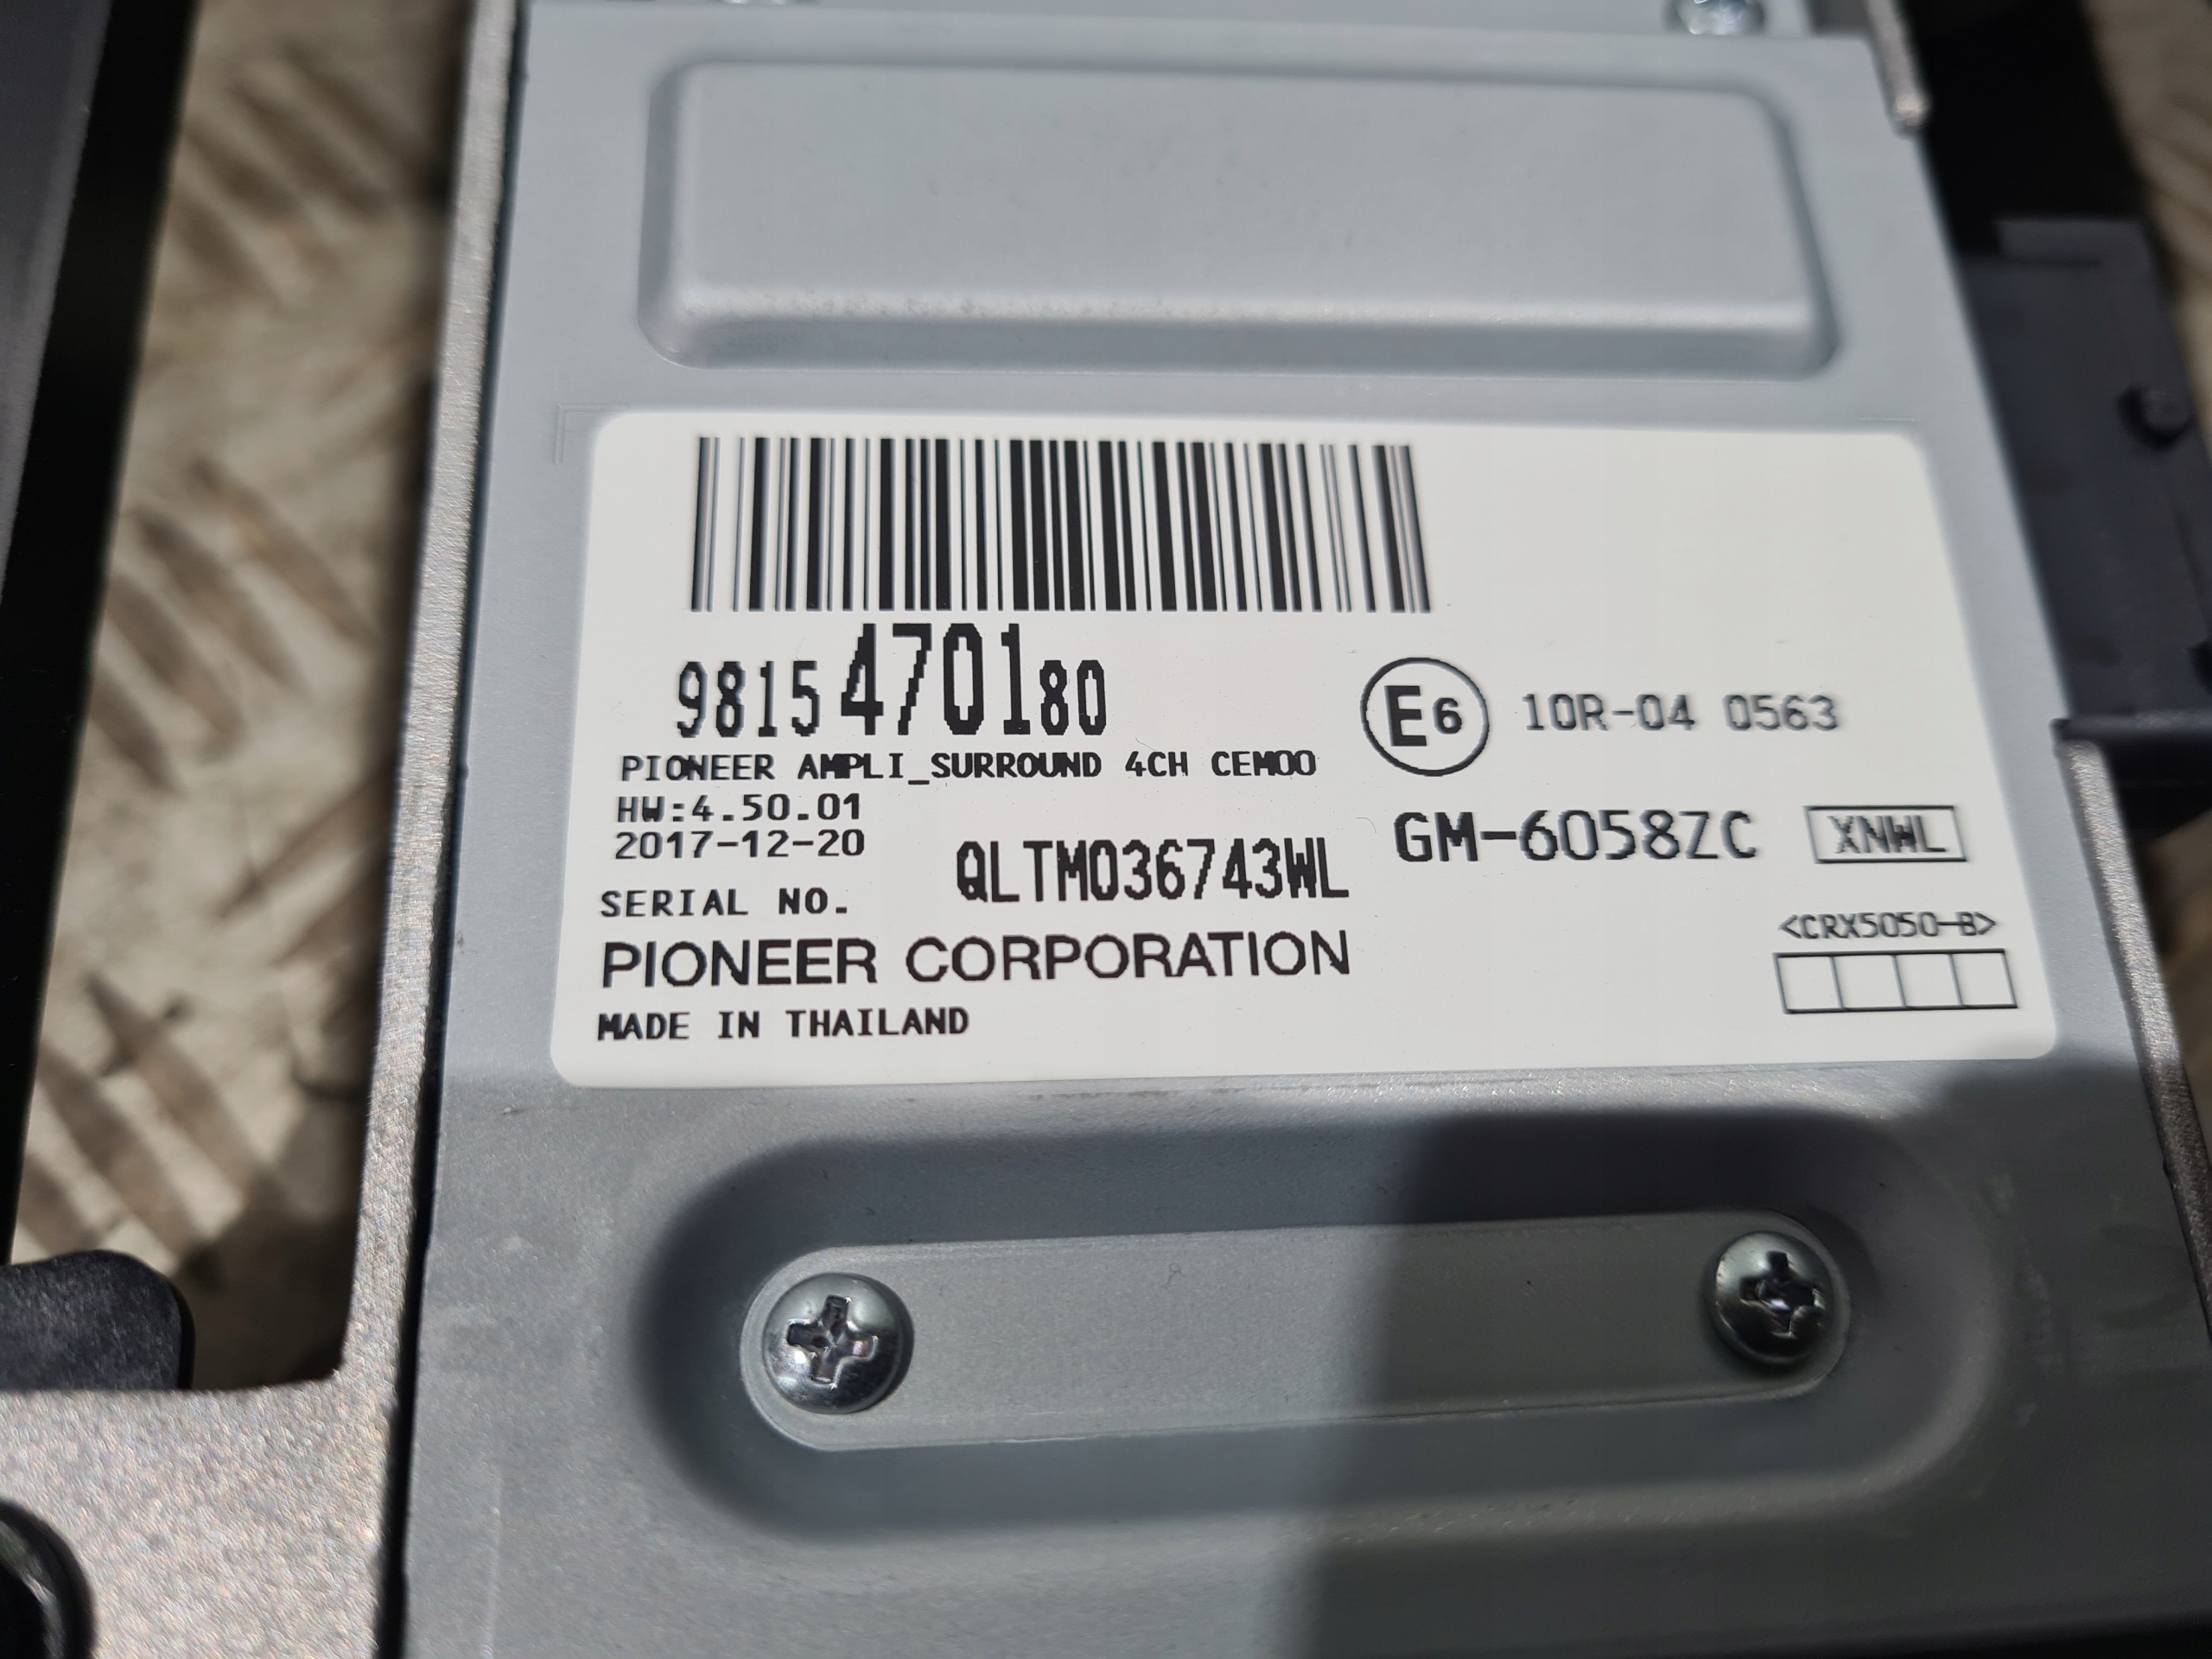 9815470180
E6 10R-04 0563
PIONEER AMPLI_SURROUND 4CH CEM00
HW:4.50.01
2017-12-20
GM-6058ZC XNWL
SERIAL NO. QLTM036743WL
<CRX5050-B>
PIONEER CORPORATION
MADE IN THAILAND